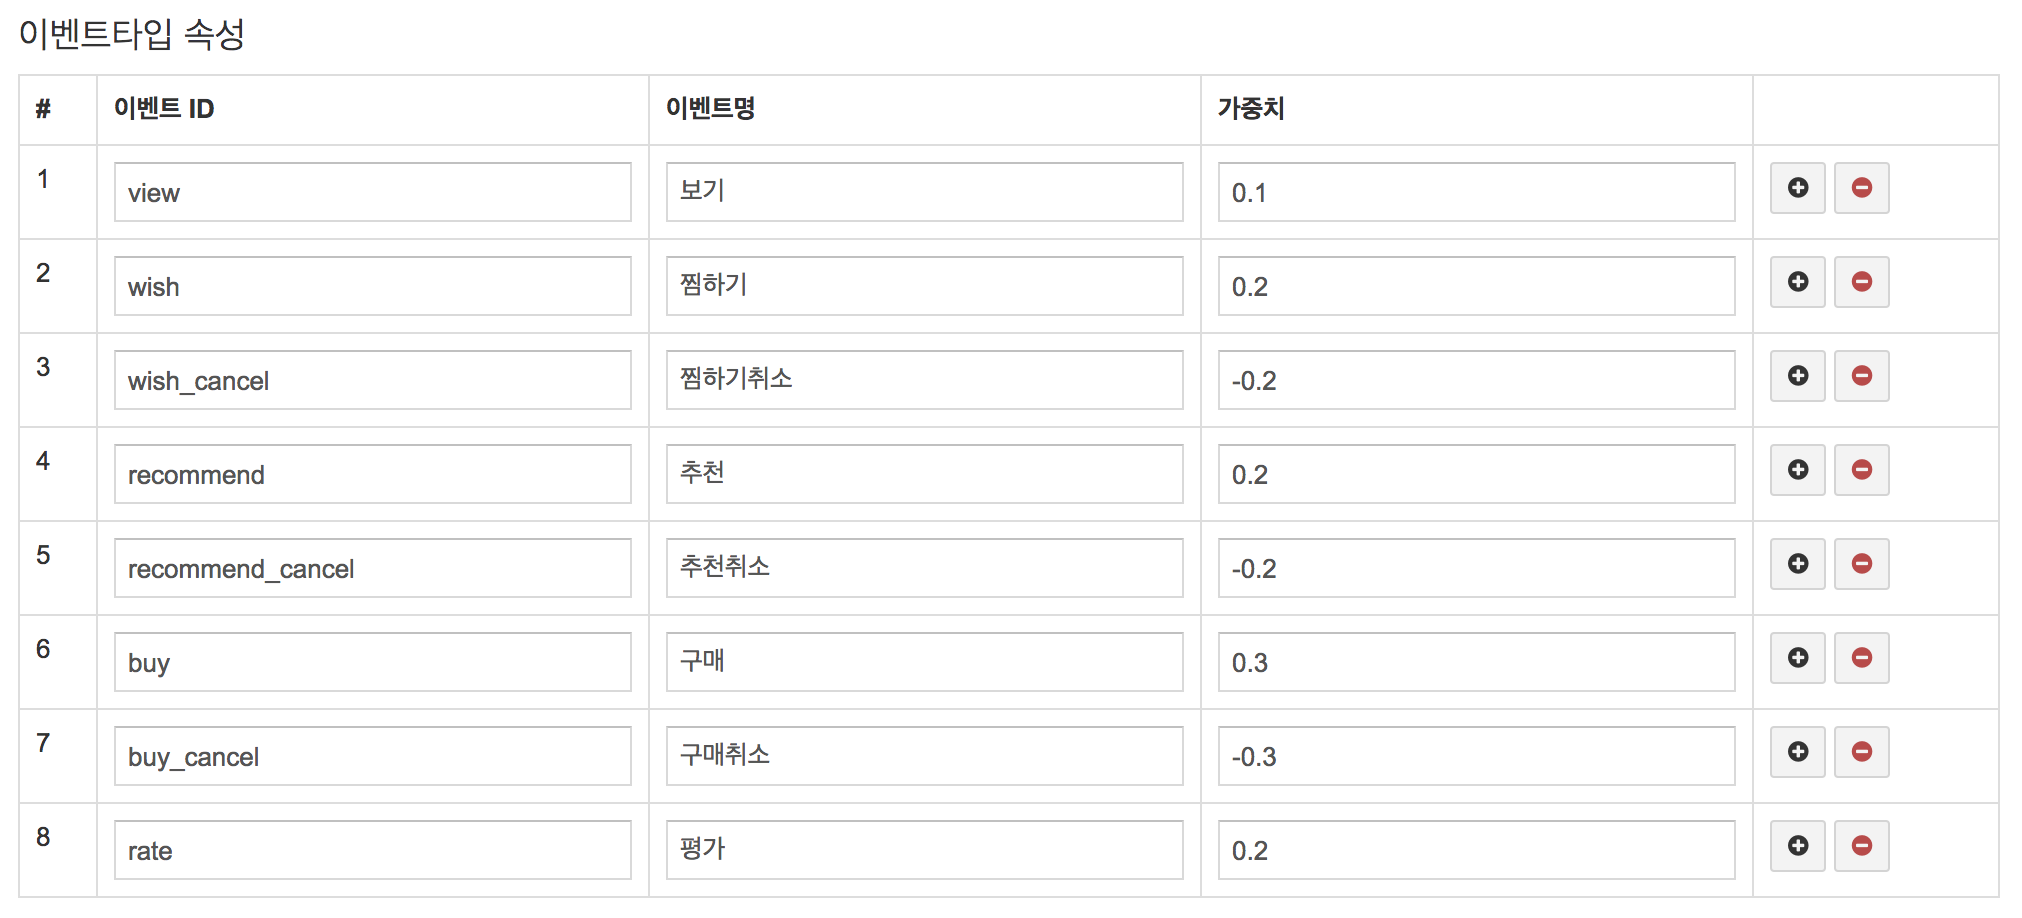 이벤트타입 속성
# 이벤트 ID 이벤트명 가중치
1 view 보기 0.1
2 wish 찜하기 0.2
3 wish_cancel 찜하기취소 -0.2
4 recommend 추천 0.2
5 recommend_cancel 추천취소 -0.2
6 buy 구매 0.3
7 buy_cancel 구매취소 -0.3
8 rate 평가 0.2